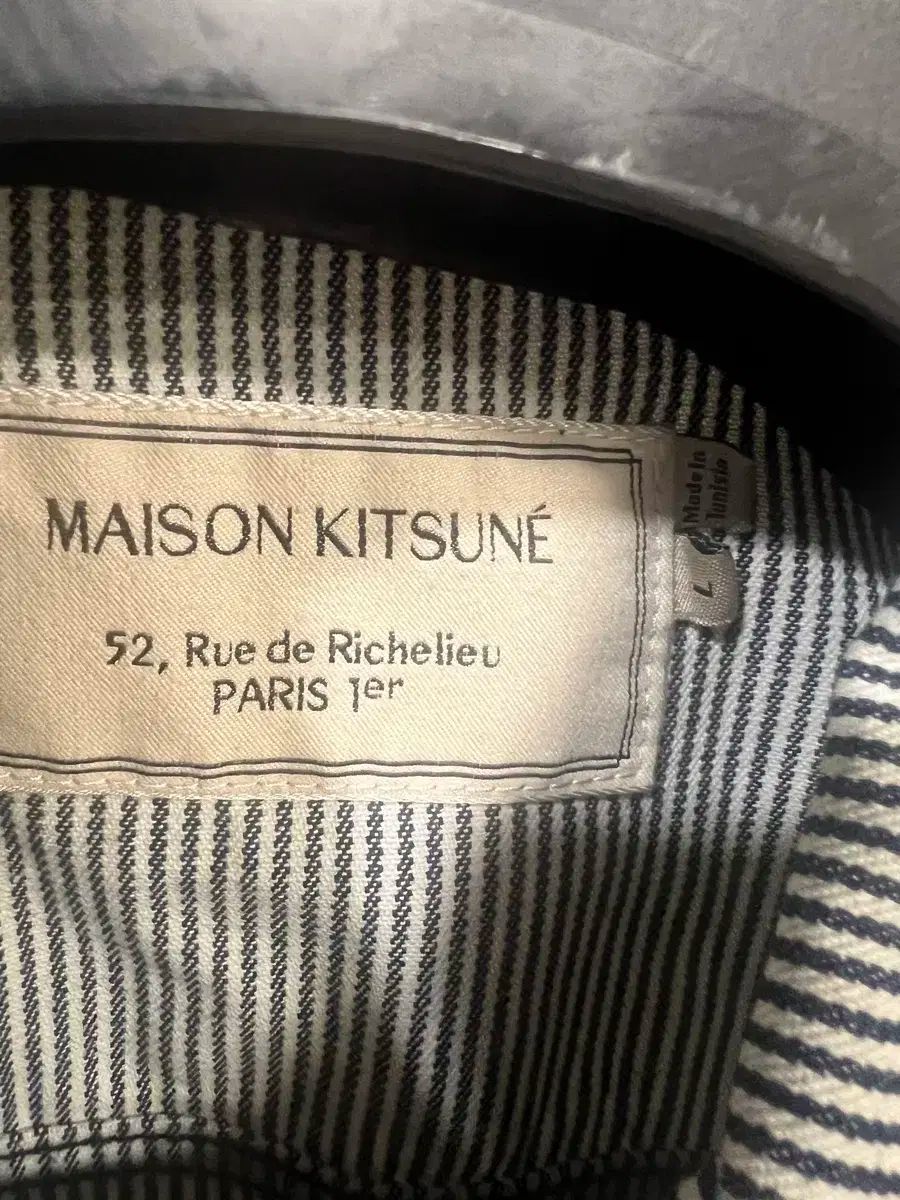 MAISON KITSUNÉ
52, Rue de Richelieu
PARIS 1er
Made in
Tunisia
L